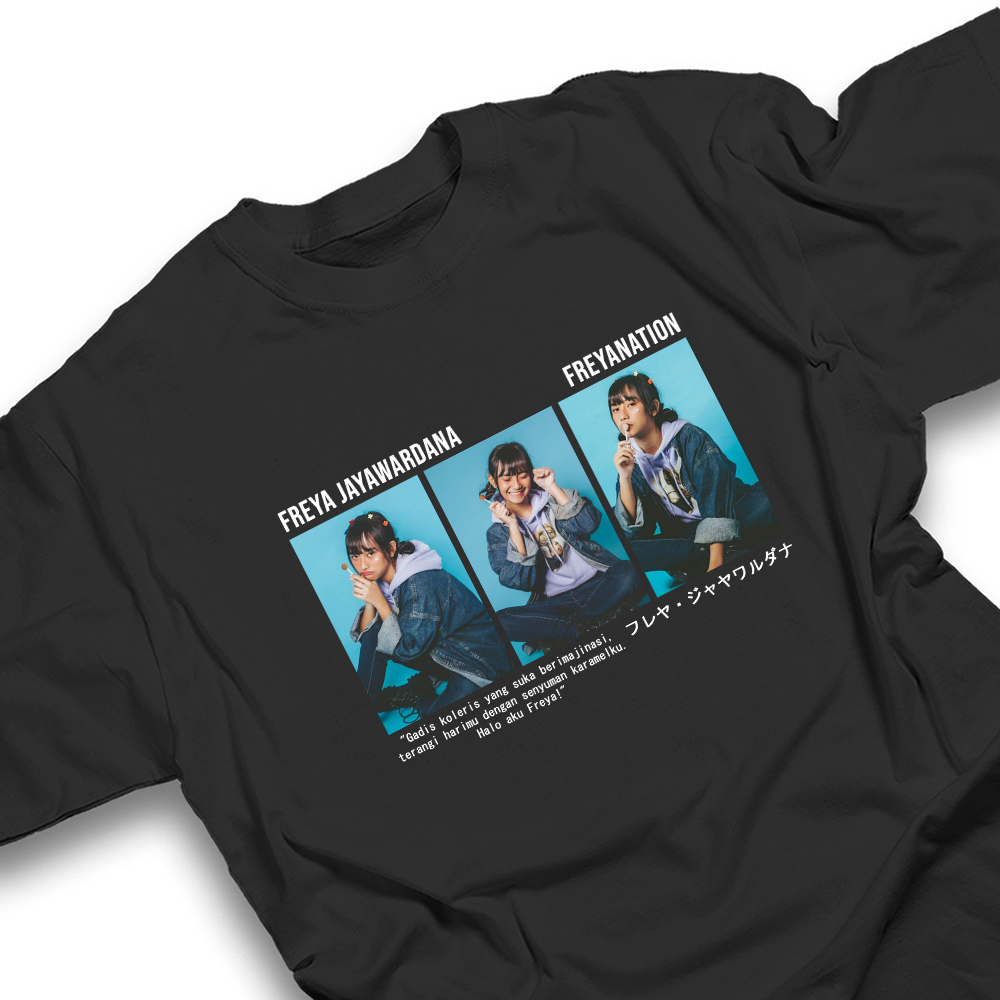 FREYA JAYAWARDANA
FREYANATION
フレヤ・ジャヤワルダナ
"Gadis koleris yang suka berimajinasi,
terangi harimu dengan senyuman karamelku.
Halo aku Freya!"